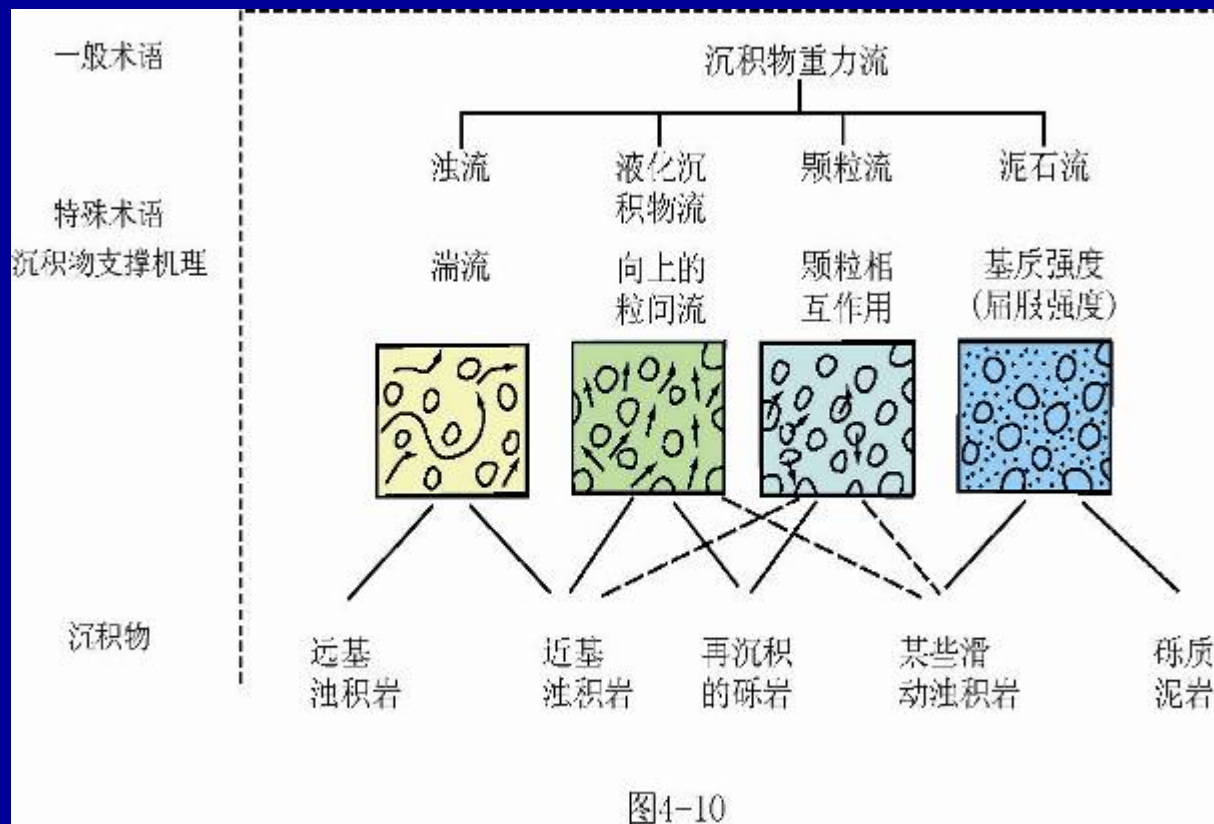 一般术语
沉积物重力流
浊流
液化沉
积物流
颗粒流
泥石流
特殊术语
沉积物支撑机理
湍流
向上的
粒间流
颗粒相
互作用
基质强度
(屈服强度)
沉积物
远基
浊积岩
近基
浊积岩
再沉积
的砾岩
某些滑
动浊积岩
砾质
泥岩
图4-10